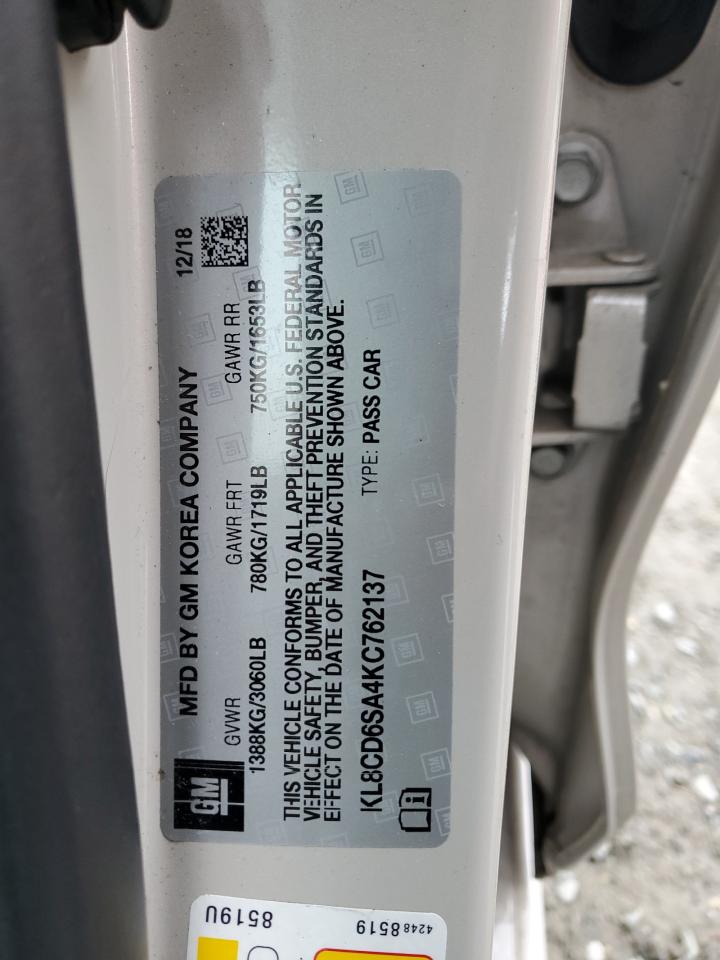 GM
MFD BY GM KOREA COMPANY 12/18
GVWR GAWR FRT GAWR RR
1388KG/3060LB 780KG/1719LB 750KG/1653LB
THIS VEHICLE CONFORMS TO ALL APPLICABLE U.S. FEDERAL MOTOR
VEHICLE SAFETY, BUMPER, AND THEFT PREVENTION STANDARDS IN
EFFECT ON THE DATE OF MANUFACTURE SHOWN ABOVE.
KL8CD6SA4KC762137 TYPE: PASS CAR
8519U
42488519